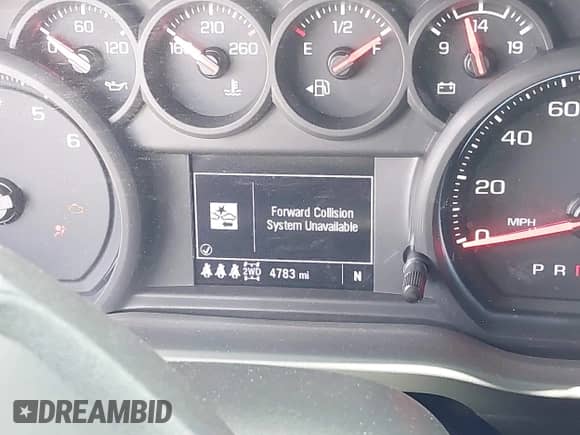 0 60 120
160 210 260
E 1/2 F
9 14 19
5
6
60
40
20
0
MPH
Forward Collision
System Unavailable
2WD 4783 mi N
P R
DREAMBID